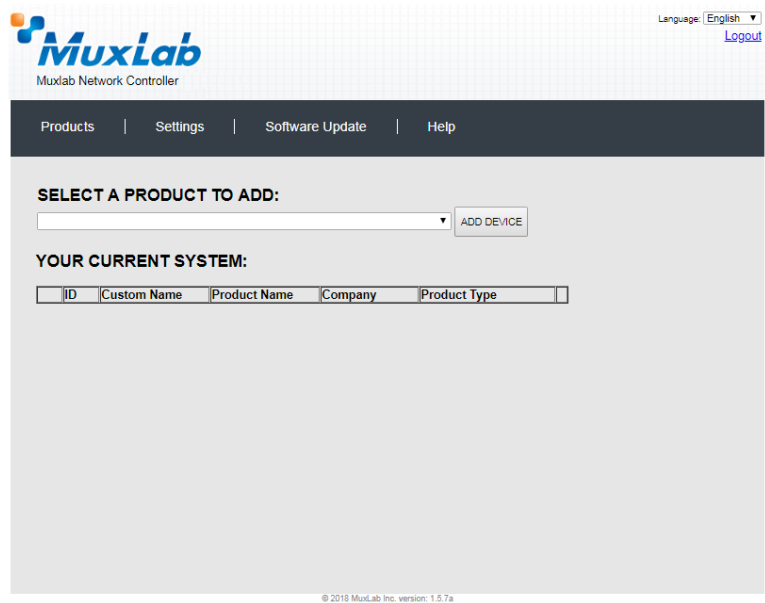 Language: English
Logout
MuxLab
Muxlab Network Controller
Products | Settings | Software Update | Help
SELECT A PRODUCT TO ADD:
ADD DEVICE
YOUR CURRENT SYSTEM:
ID Custom Name Product Name Company Product Type
© 2018 MuxLab Inc. version: 1.5.7a